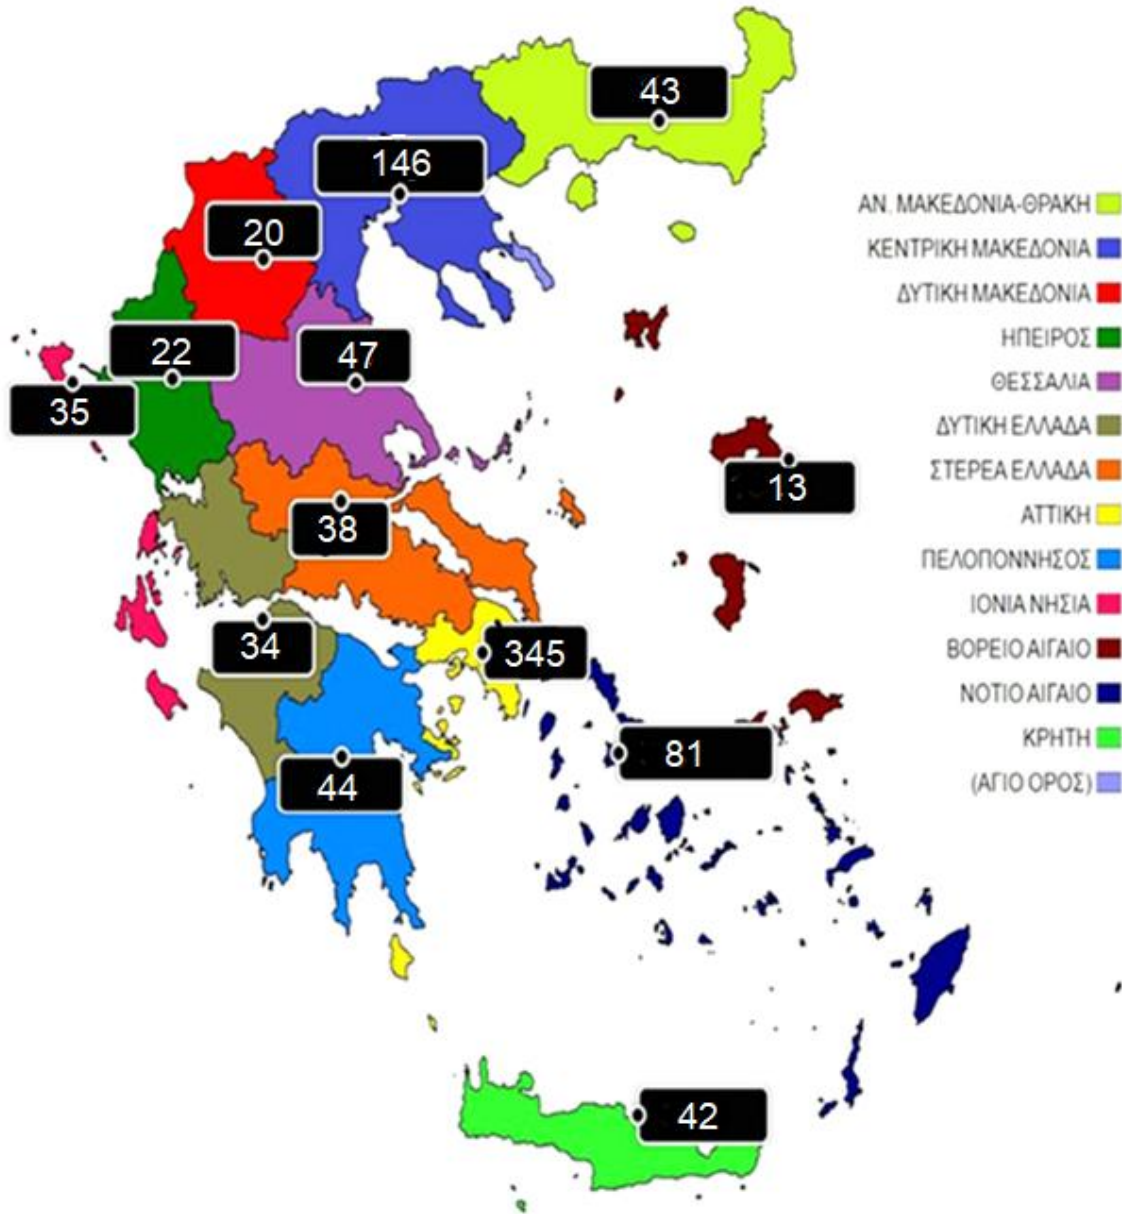 43
146
20
22
47
35
13
38
34
345
81
44
42
ΑΝ. ΜΑΚΕΔΟΝΙΑ-ΘΡΑΚΗ
ΚΕΝΤΡΙΚΗ ΜΑΚΕΔΟΝΙΑ
ΔΥΤΙΚΗ ΜΑΚΕΔΟΝΙΑ
ΗΠΕΙΡΟΣ
ΘΕΣΣΑΛΙΑ
ΔΥΤΙΚΗ ΕΛΛΑΔΑ
ΣΤΕΡΕΑ ΕΛΛΑΔΑ
ΑΤΤΙΚΗ
ΠΕΛΟΠΟΝΝΗΣΟΣ
ΙΟΝΙΑ ΝΗΣΙΑ
ΒΟΡΕΙΟ ΑΙΓΑΙΟ
ΝΟΤΙΟ ΑΙΓΑΙΟ
ΚΡΗΤΗ
(ΑΓΙΟ ΟΡΟΣ)